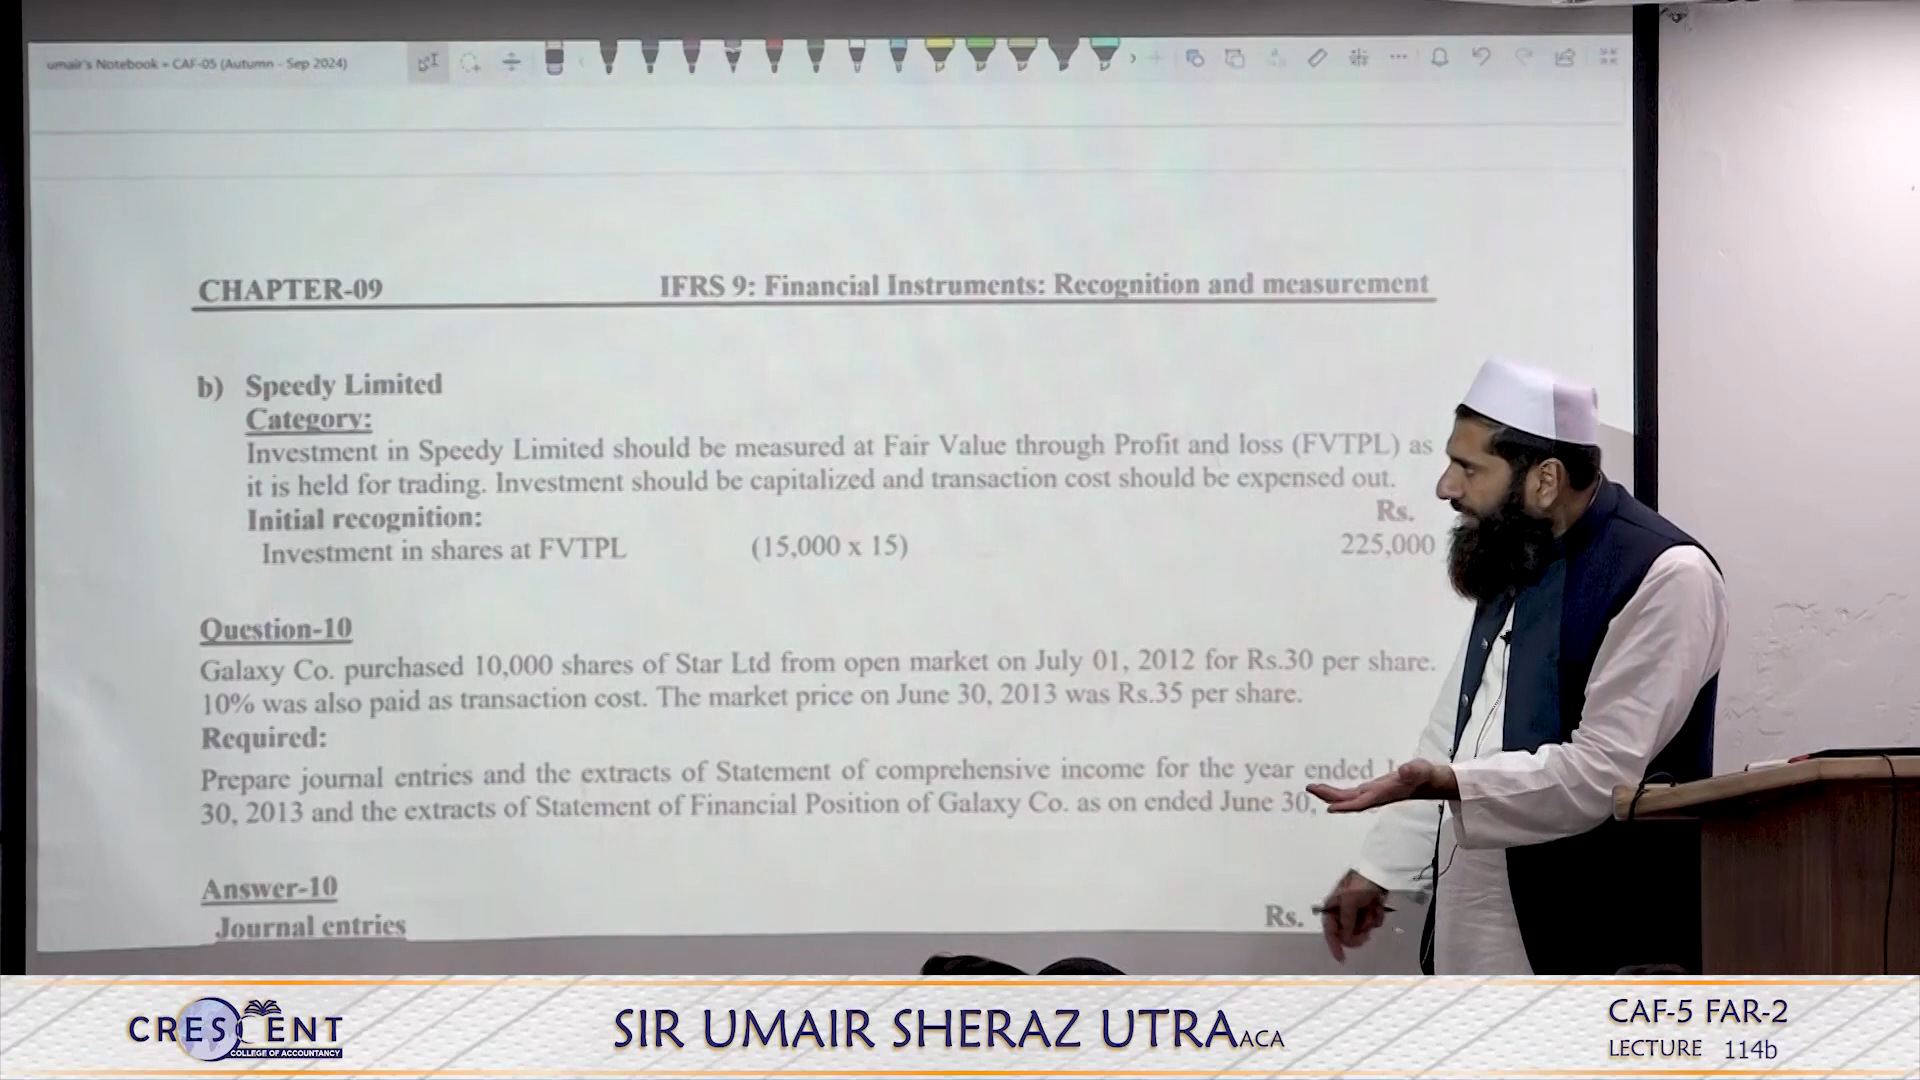 umair's Notebook » CAF-05 (Autumn - Sep 2024)
CHAPTER-09 IFRS 9: Financial Instruments: Recognition and measurement
b) Speedy Limited
Category:
Investment in Speedy Limited should be measured at Fair Value through Profit and loss (FVTPL) as
it is held for trading. Investment should be capitalized and transaction cost should be expensed out.
Initial recognition: Rs.
Investment in shares at FVTPL (15,000 x 15) 225,000
Question-10
Galaxy Co. purchased 10,000 shares of Star Ltd from open market on July 01, 2012 for Rs.30 per share.
10% was also paid as transaction cost. The market price on June 30, 2013 was Rs.35 per share.
Required:
Prepare journal entries and the extracts of Statement of comprehensive income for the year ended
30, 2013 and the extracts of Statement of Financial Position of Galaxy Co. as on ended June 30,
Answer-10
Journal entries Rs.
CRESCENT
COLLEGE OF ACCOUNTANCY
SIR UMAIR SHERAZ UTRA ACA
CAF-5 FAR-2
LECTURE 114b